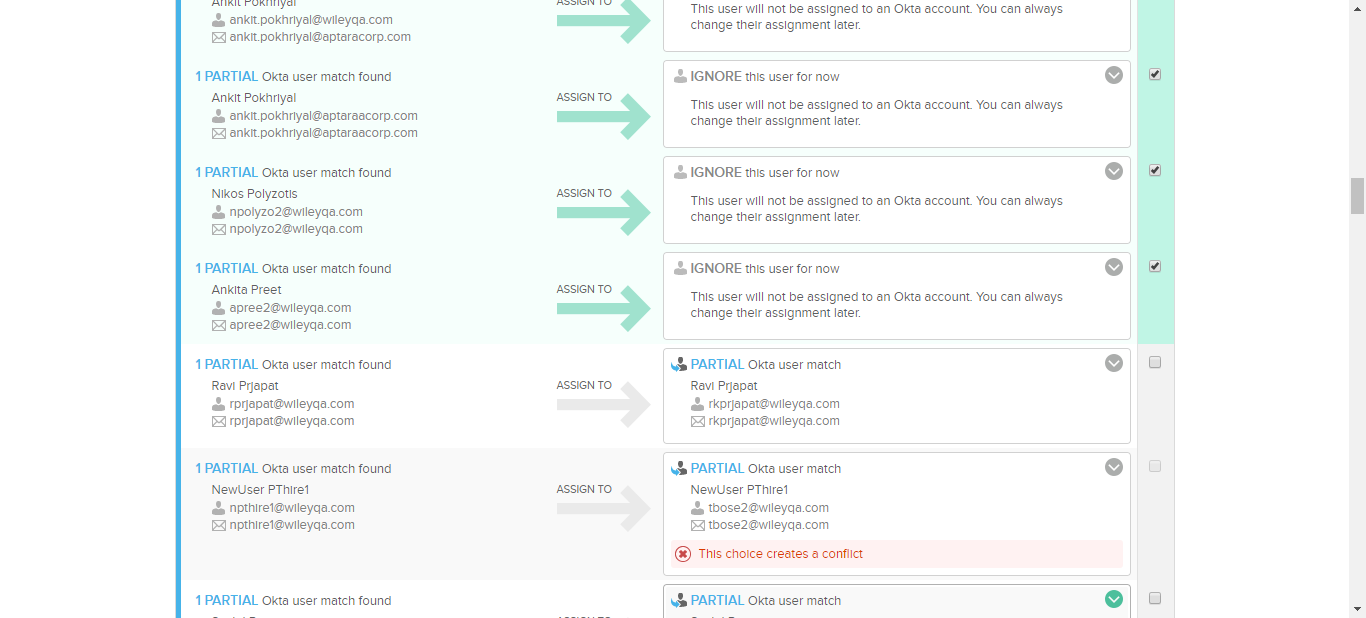 Ankit Pokhriyal
ankit.pokhriyal@wileyqa.com
ankit.pokhriyal@aptaracorp.com
ASSIGN TO
This user will not be assigned to an Okta account. You can always
change their assignment later.
1 PARTIAL Okta user match found
Ankit Pokhriyal
ankit.pokhriyal@aptaraacorp.com
ankit.pokhriyal@aptaraacorp.com
ASSIGN TO
IGNORE this user for now
This user will not be assigned to an Okta account. You can always
change their assignment later.
1 PARTIAL Okta user match found
Nikos Polyzotis
npolyzo2@wileyqa.com
npolyzo2@wileyqa.com
ASSIGN TO
IGNORE this user for now
This user will not be assigned to an Okta account. You can always
change their assignment later.
1 PARTIAL Okta user match found
Ankita Preet
apree2@wileyqa.com
apree2@wileyqa.com
ASSIGN TO
IGNORE this user for now
This user will not be assigned to an Okta account. You can always
change their assignment later.
1 PARTIAL Okta user match found
Ravi Prjapat
rprjapat@wileyqa.com
rprjapat@wileyqa.com
ASSIGN TO
PARTIAL Okta user match
Ravi Prjapat
rkprjapat@wileyqa.com
rkprjapat@wileyqa.com
1 PARTIAL Okta user match found
NewUser PThire1
npthire1@wileyqa.com
npthire1@wileyqa.com
ASSIGN TO
PARTIAL Okta user match
NewUser PThire1
tbose2@wileyqa.com
tbose2@wileyqa.com
This choice creates a conflict
1 PARTIAL Okta user match found
ASSIGN TO
PARTIAL Okta user match